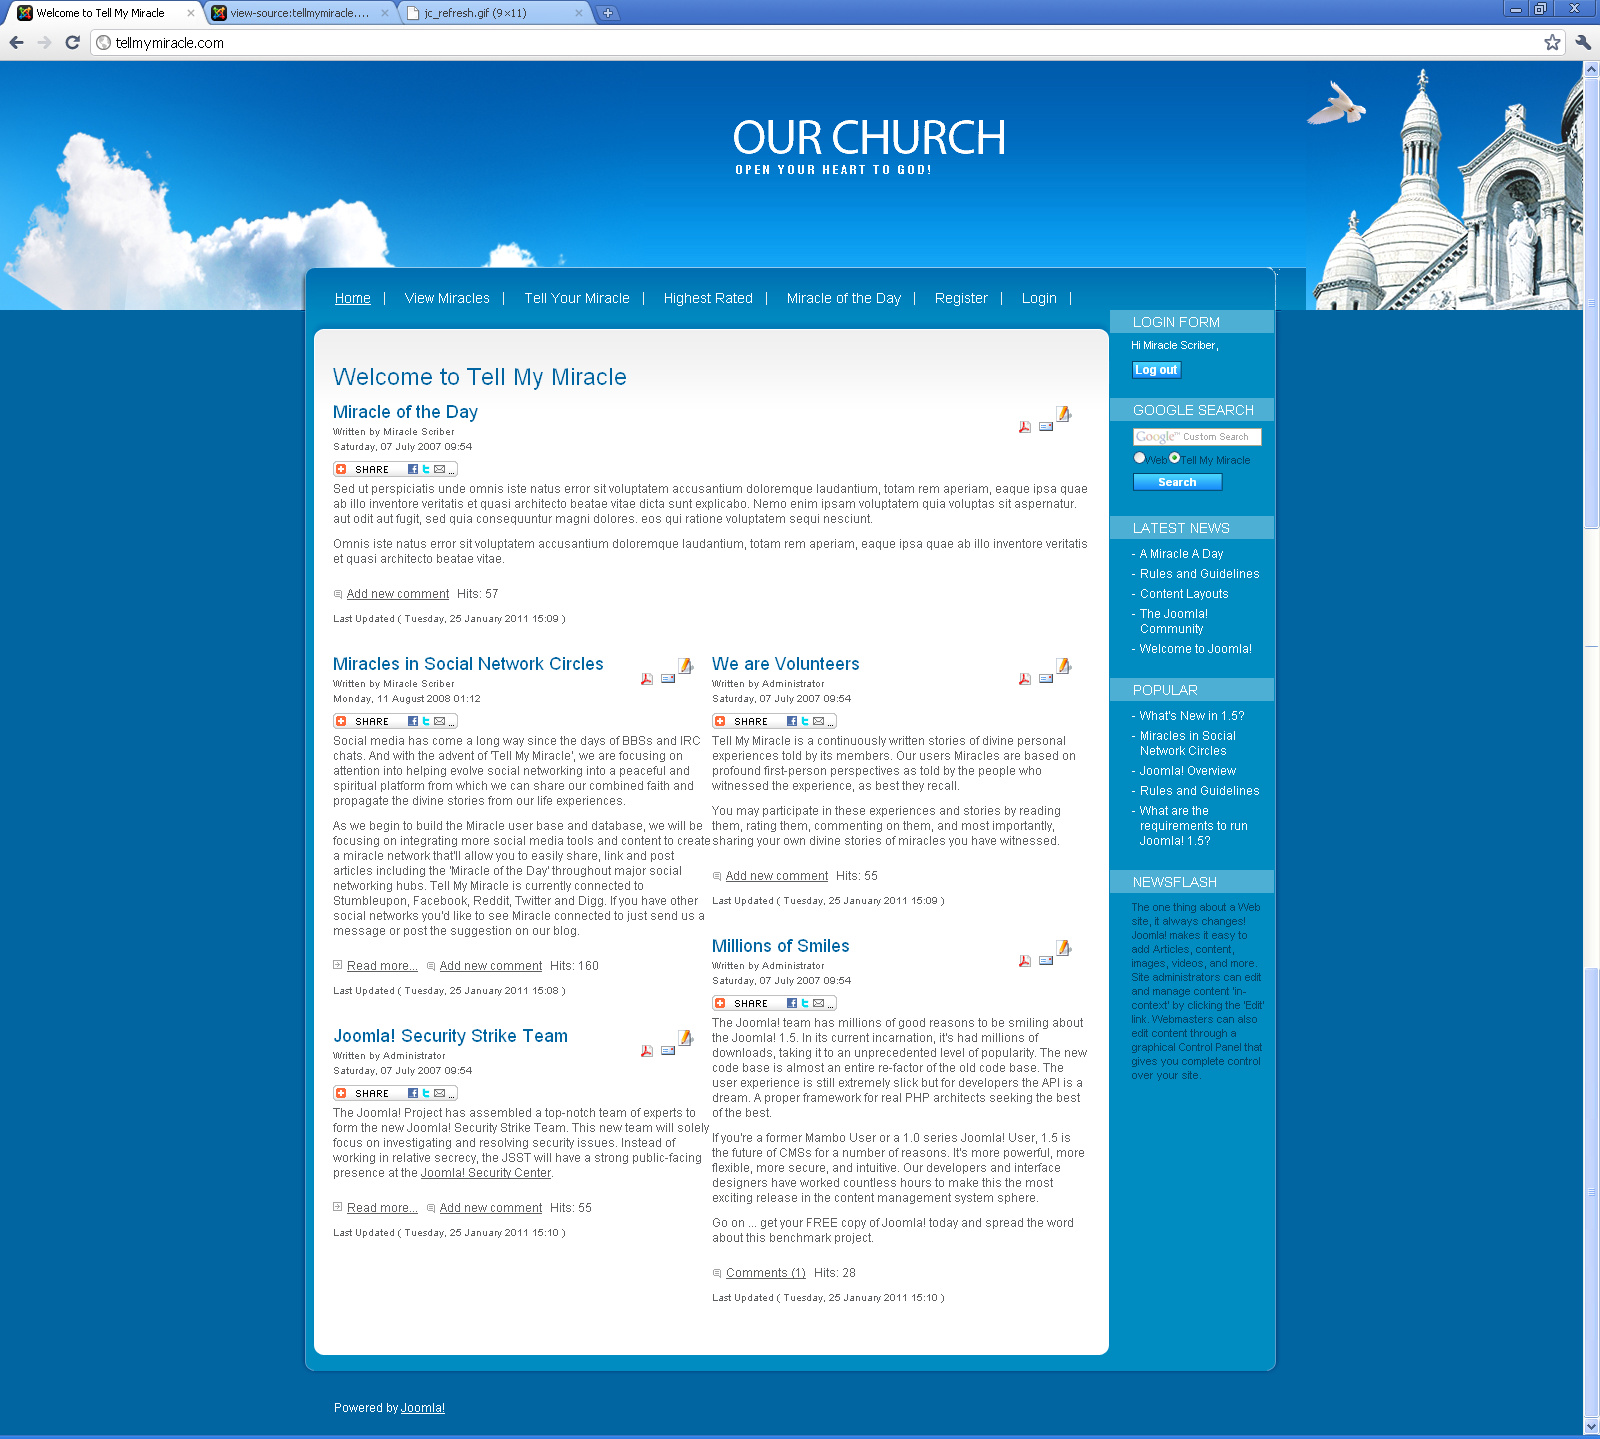 Welcome to Tell My Miracle
view-source:tellmymiracle....
jc_refresh.gif (9×11)
tellmymiracle.com
OUR CHURCH
OPEN YOUR HEART TO GOD!
Home | View Miracles | Tell Your Miracle | Highest Rated | Miracle of the Day | Register | Login |
Welcome to Tell My Miracle
Miracle of the Day
Written by Miracle Scriber
Saturday, 07 July 2007 09:54
SHARE ...
Sed ut perspiciatis unde omnis iste natus error sit voluptatem accusantium doloremque laudantium, totam rem aperiam, eaque ipsa quae
ab illo inventore veritatis et quasi architecto beatae vitae dicta sunt explicabo. Nemo enim ipsam voluptatem quia voluptas sit aspernatur.
aut odit aut fugit, sed quia consequuntur magni dolores. eos qui ratione voluptatem sequi nesciunt.
Omnis iste natus error sit voluptatem accusantium doloremque laudantium, totam rem aperiam, eaque ipsa quae ab illo inventore veritatis
et quasi architecto beatae vitae.
Add new comment Hits: 57
Last Updated ( Tuesday, 25 January 2011 15:09 )
Miracles in Social Network Circles
Written by Miracle Scriber
Monday, 11 August 2008 01:12
SHARE ...
Social media has come a long way since the days of BBSs and IRC
chats. And with the advent of 'Tell My Miracle', we are focusing on
attention into helping evolve social networking into a peaceful and
spiritual platform from which we can share our combined faith and
propagate the divine stories from our life experiences.
As we begin to build the Miracle user base and database, we will be
focusing on integrating more social media tools and content to create
a miracle network that'll allow you to easily share, link and post
articles including the 'Miracle of the Day' throughout major social
networking hubs. Tell My Miracle is currently connected to
Stumbleupon, Facebook, Reddit, Twitter and Digg. If you have other
social networks you'd like to see Miracle connected to just send us a
message or post the suggestion on our blog.
Read more... Add new comment Hits: 160
Last Updated ( Tuesday, 25 January 2011 15:08 )
Joomla! Security Strike Team
Written by Administrator
Saturday, 07 July 2007 09:54
SHARE ...
The Joomla! Project has assembled a top-notch team of experts to
form the new Joomla! Security Strike Team. This new team will solely
focus on investigating and resolving security issues. Instead of
working in relative secrecy, the JSST will have a strong public-facing
presence at the Joomla! Security Center.
Read more... Add new comment Hits: 55
Last Updated ( Tuesday, 25 January 2011 15:10 )
We are Volunteers
Written by Administrator
Saturday, 07 July 2007 09:54
SHARE ...
Tell My Miracle is a continuously written stories of divine personal
experiences told by its members. Our users Miracles are based on
profound first-person perspectives as told by the people who
witnessed the experience, as best they recall.
You may participate in these experiences and stories by reading
them, rating them, commenting on them, and most importantly,
sharing your own divine stories of miracles you have witnessed.
Add new comment Hits: 55
Last Updated ( Tuesday, 25 January 2011 15:09 )
Millions of Smiles
Written by Administrator
Saturday, 07 July 2007 09:54
SHARE ...
The Joomla! team has millions of good reasons to be smiling about
the Joomla! 1.5. In its current incarnation, it's had millions of
downloads, taking it to an unprecedented level of popularity. The new
code base is almost an entire re-factor of the old code base. The
user experience is still extremely slick but for developers the API is a
dream. A proper framework for real PHP architects seeking the best
of the best.
If you're a former Mambo User or a 1.0 series Joomla! User, 1.5 is
the future of CMSs for a number of reasons. It's more powerful, more
flexible, more secure, and intuitive. Our developers and interface
designers have worked countless hours to make this the most
exciting release in the content management system sphere.
Go on ... get your FREE copy of Joomla! today and spread the word
about this benchmark project.
Comments (1) Hits: 28
Last Updated ( Tuesday, 25 January 2011 15:10 )
LOGIN FORM
Hi Miracle Scriber,
Log out
GOOGLE SEARCH
Google™ Custom Search
Web Tell My Miracle
Search
LATEST NEWS
- A Miracle A Day
- Rules and Guidelines
- Content Layouts
- The Joomla!
Community
- Welcome to Joomla!
POPULAR
- What's New in 1.5?
- Miracles in Social
Network Circles
- Joomla! Overview
- Rules and Guidelines
- What are the
requirements to run
Joomla! 1.5?
NEWSFLASH
The one thing about a Web
site, it always changes!
Joomla! makes it easy to
add Articles, content,
images, videos, and more.
Site administrators can edit
and manage content 'in-
context' by clicking the 'Edit'
link. Webmasters can also
edit content through a
graphical Control Panel that
gives you complete control
over your site.
Powered by Joomla!